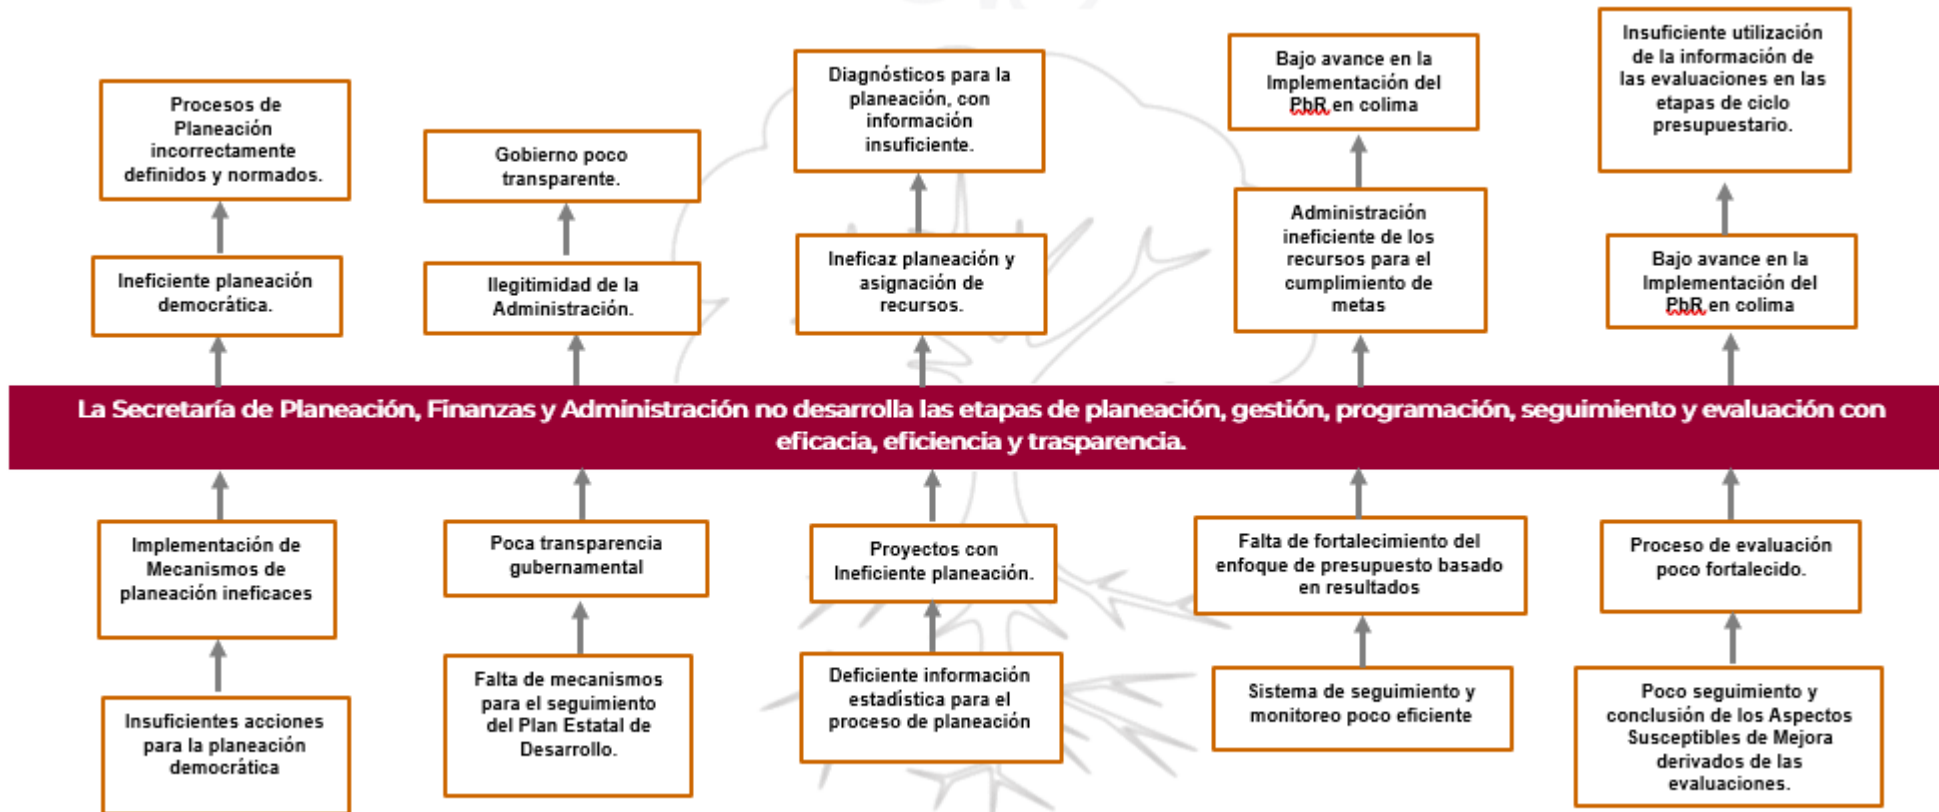 Procesos de
Planeación
incorrectamente
definidos y normados.
Gobierno poco
transparente.
Diagnósticos para la
planeación, con
información
insuficiente.
Bajo avance en la
Implementación del
PbR en colima
Insuficiente utilización
de la información de
las evaluaciones en las
etapas de ciclo
presupuestario.
Ineficiente planeación
democrática.
Ilegitimidad de la
Administración.
Ineficaz planeación y
asignación de
recursos.
Administración
ineficiente de los
recursos para el
cumplimiento de
metas
Bajo avance en la
Implementación del
PbR en colima
La Secretaría de Planeación, Finanzas y Administración no desarrolla las etapas de planeación, gestión, programación, seguimiento y evaluación con
eficacia, eficiencia y trasparencia.
Implementación de
Mecanismos de
planeación ineficaces
Poca transparencia
gubernamental
Proyectos con
Ineficiente planeación.
Falta de fortalecimiento del
enfoque de presupuesto basado
en resultados
Proceso de evaluación
poco fortalecido.
Insuficientes acciones
para la planeación
democrática
Falta de mecanismos
para el seguimiento
del Plan Estatal de
Desarrollo.
Deficiente información
estadística para el
proceso de planeación
Sistema de seguimiento y
monitoreo poco eficiente
Poco seguimiento y
conclusión de los Aspectos
Susceptibles de Mejora
derivados de las
evaluaciones.